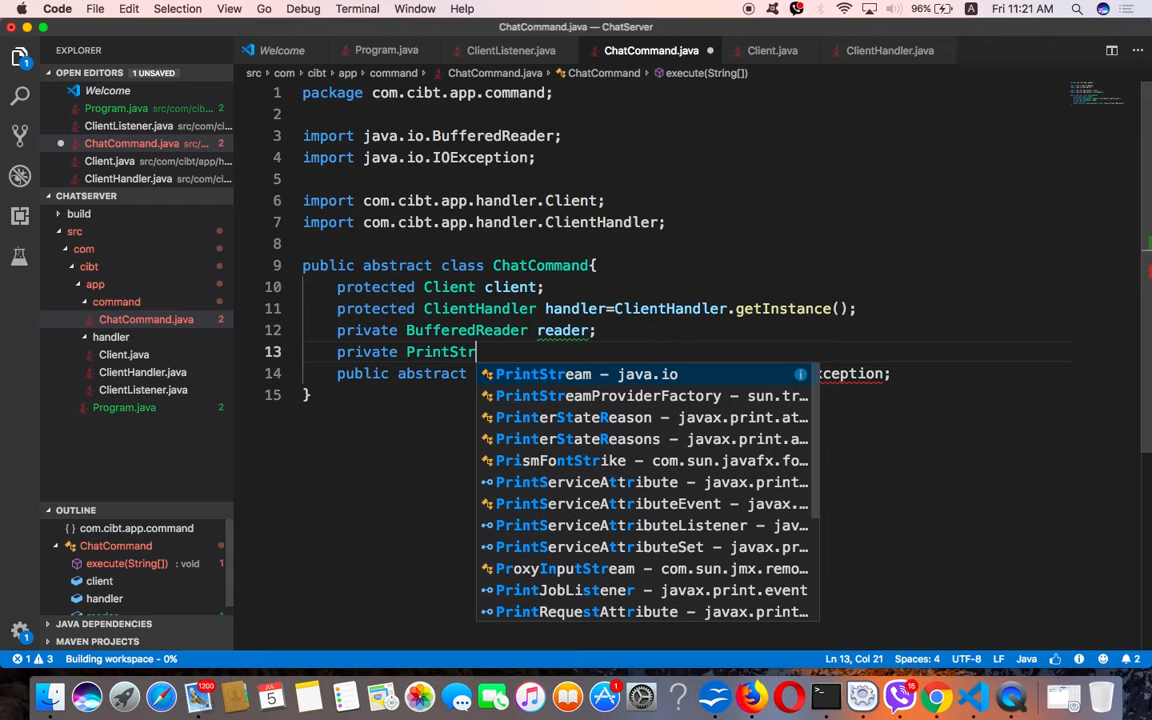 Code File Edit Selection View Go Debug Terminal Window Help 96% Fri 11:21 AM
ChatCommand.java — ChatServer
EXPLORER
Welcome Program.java ClientListener.java ChatCommand.java Client.java ClientHandler.java
src com cibt app command ChatCommand.java ChatCommand execute(String[])
OPEN EDITORS 1 UNSAVED
Welcome
Program.java src/com/cibt...
ClientListener.java src/com/ci...
ChatCommand.java src/... 2
Client.java src/com/cibt/app/h...
ClientHandler.java src/com/ci...
CHATSERVER
build
src
com
cibt
app
command
ChatCommand.java 2
handler
Client.java
ClientHandler.java
ClientListener.java
Program.java
OUTLINE
com.cibt.app.command
ChatCommand
execute(String[]) : void 1
client
handler
JAVA DEPENDENCIES
MAVEN PROJECTS
1 package com.cibt.app.command;
2
3 import java.io.BufferedReader;
4 import java.io.IOException;
5
6 import com.cibt.app.handler.Client;
7 import com.cibt.app.handler.ClientHandler;
8
9 public abstract class ChatCommand{
10 protected Client client;
11 protected ClientHandler handler=ClientHandler.getInstance();
12 private BufferedReader reader;
13 private PrintStr
14 public abstract xception;
15 }
PrintStream – java.io
PrintStreamProviderFactory – sun.tr...
PrinterStateReason – javax.print.at...
PrinterStateReasons – javax.print.a...
PrismFontStrike – com.sun.javafx.fo...
PrintServiceAttribute – javax.print...
PrintServiceAttributeEvent – javax....
PrintServiceAttributeListener – jav...
PrintServiceAttributeSet – javax.pr...
ProxyInputStream – com.sun.jmx.remo...
PrintJobListener – javax.print.event
PrintRequestAttribute – javax.print...
1 3 Building workspace - 0% Ln 13, Col 21 Spaces: 4 UTF-8 LF Java 2